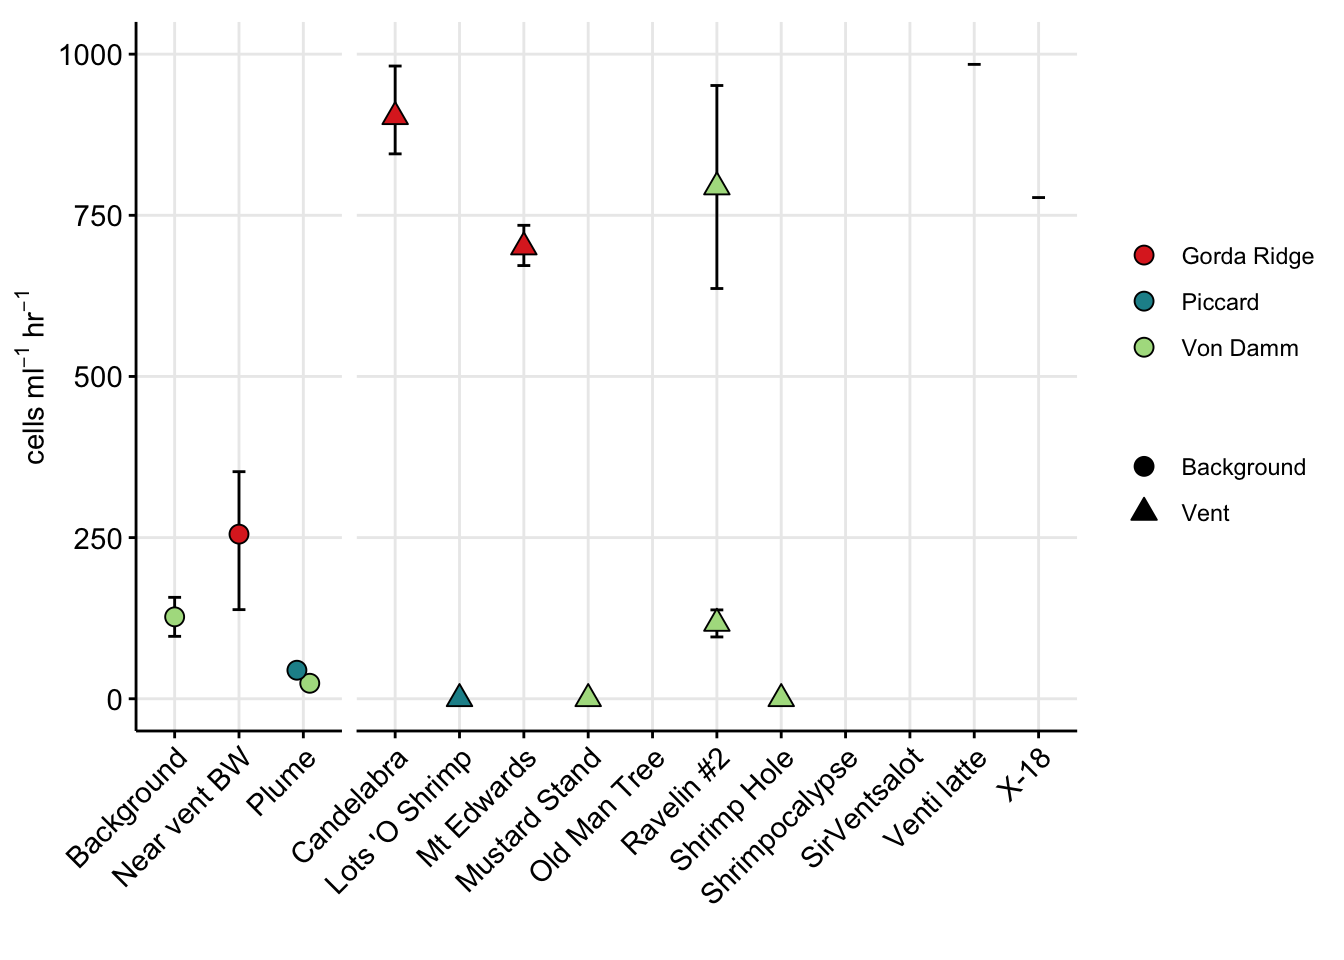 1000
750
500
250
0
cells ml⁻¹ hr⁻¹
Background
Near vent BW
Plume
Candelabra
Lots 'O Shrimp
Mt Edwards
Mustard Stand
Old Man Tree
Ravelin #2
Shrimp Hole
Shrimpocalypse
SirVentsalot
Venti latte
X-18
Gorda Ridge
Piccard
Von Damm
Background
Vent